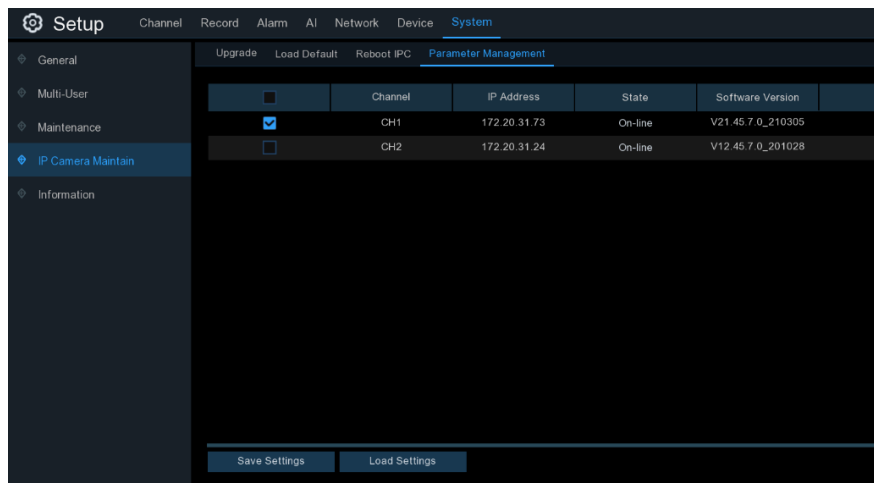 Setup Channel Record Alarm AI Network Device System
General
Multi-User
Maintenance
IP Camera Maintain
Information
Upgrade Load Default Reboot IPC Parameter Management
Channel IP Address State Software Version
CH1 172.20.31.73 On-line V21.45.7.0_210305
CH2 172.20.31.24 On-line V12.45.7.0_201028
Save Settings Load Settings